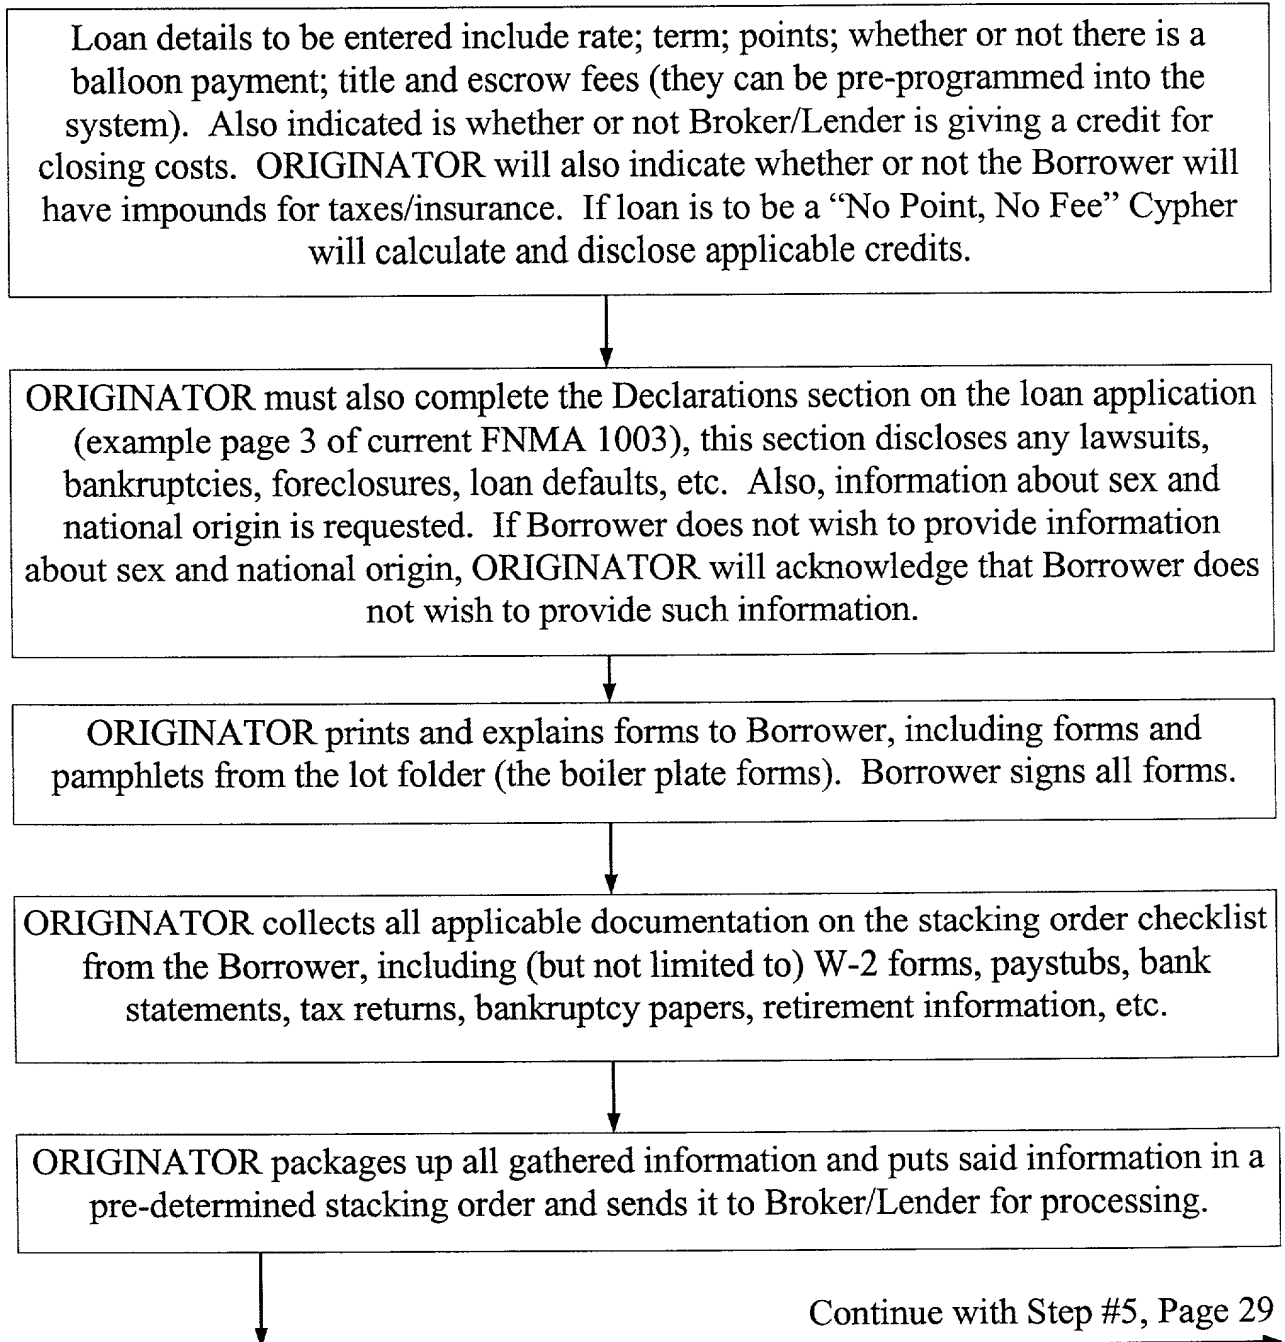 Loan details to be entered include rate; term; points; whether or not there is a
balloon payment; title and escrow fees (they can be pre-programmed into the
system).  Also indicated is whether or not Broker/Lender is giving a credit for
closing costs.  ORIGINATOR will also indicate whether or not the Borrower will
have impounds for taxes/insurance.  If loan is to be a “No Point, No Fee” Cypher
will calculate and disclose applicable credits.
ORIGINATOR must also complete the Declarations section on the loan application
(example page 3 of current FNMA 1003), this section discloses any lawsuits,
bankruptcies, foreclosures, loan defaults, etc.  Also, information about sex and
national origin is requested.  If Borrower does not wish to provide information
about sex and national origin, ORIGINATOR will acknowledge that Borrower does
not wish to provide such information.
ORIGINATOR prints and explains forms to Borrower, including forms and
pamphlets from the lot folder (the boiler plate forms).  Borrower signs all forms.
ORIGINATOR collects all applicable documentation on the stacking order checklist
from the Borrower, including (but not limited to) W-2 forms, paystubs, bank
statements, tax returns, bankruptcy papers, retirement information, etc.
ORIGINATOR packages up all gathered information and puts said information in a
pre-determined stacking order and sends it to Broker/Lender for processing.
Continue with Step #5, Page 29